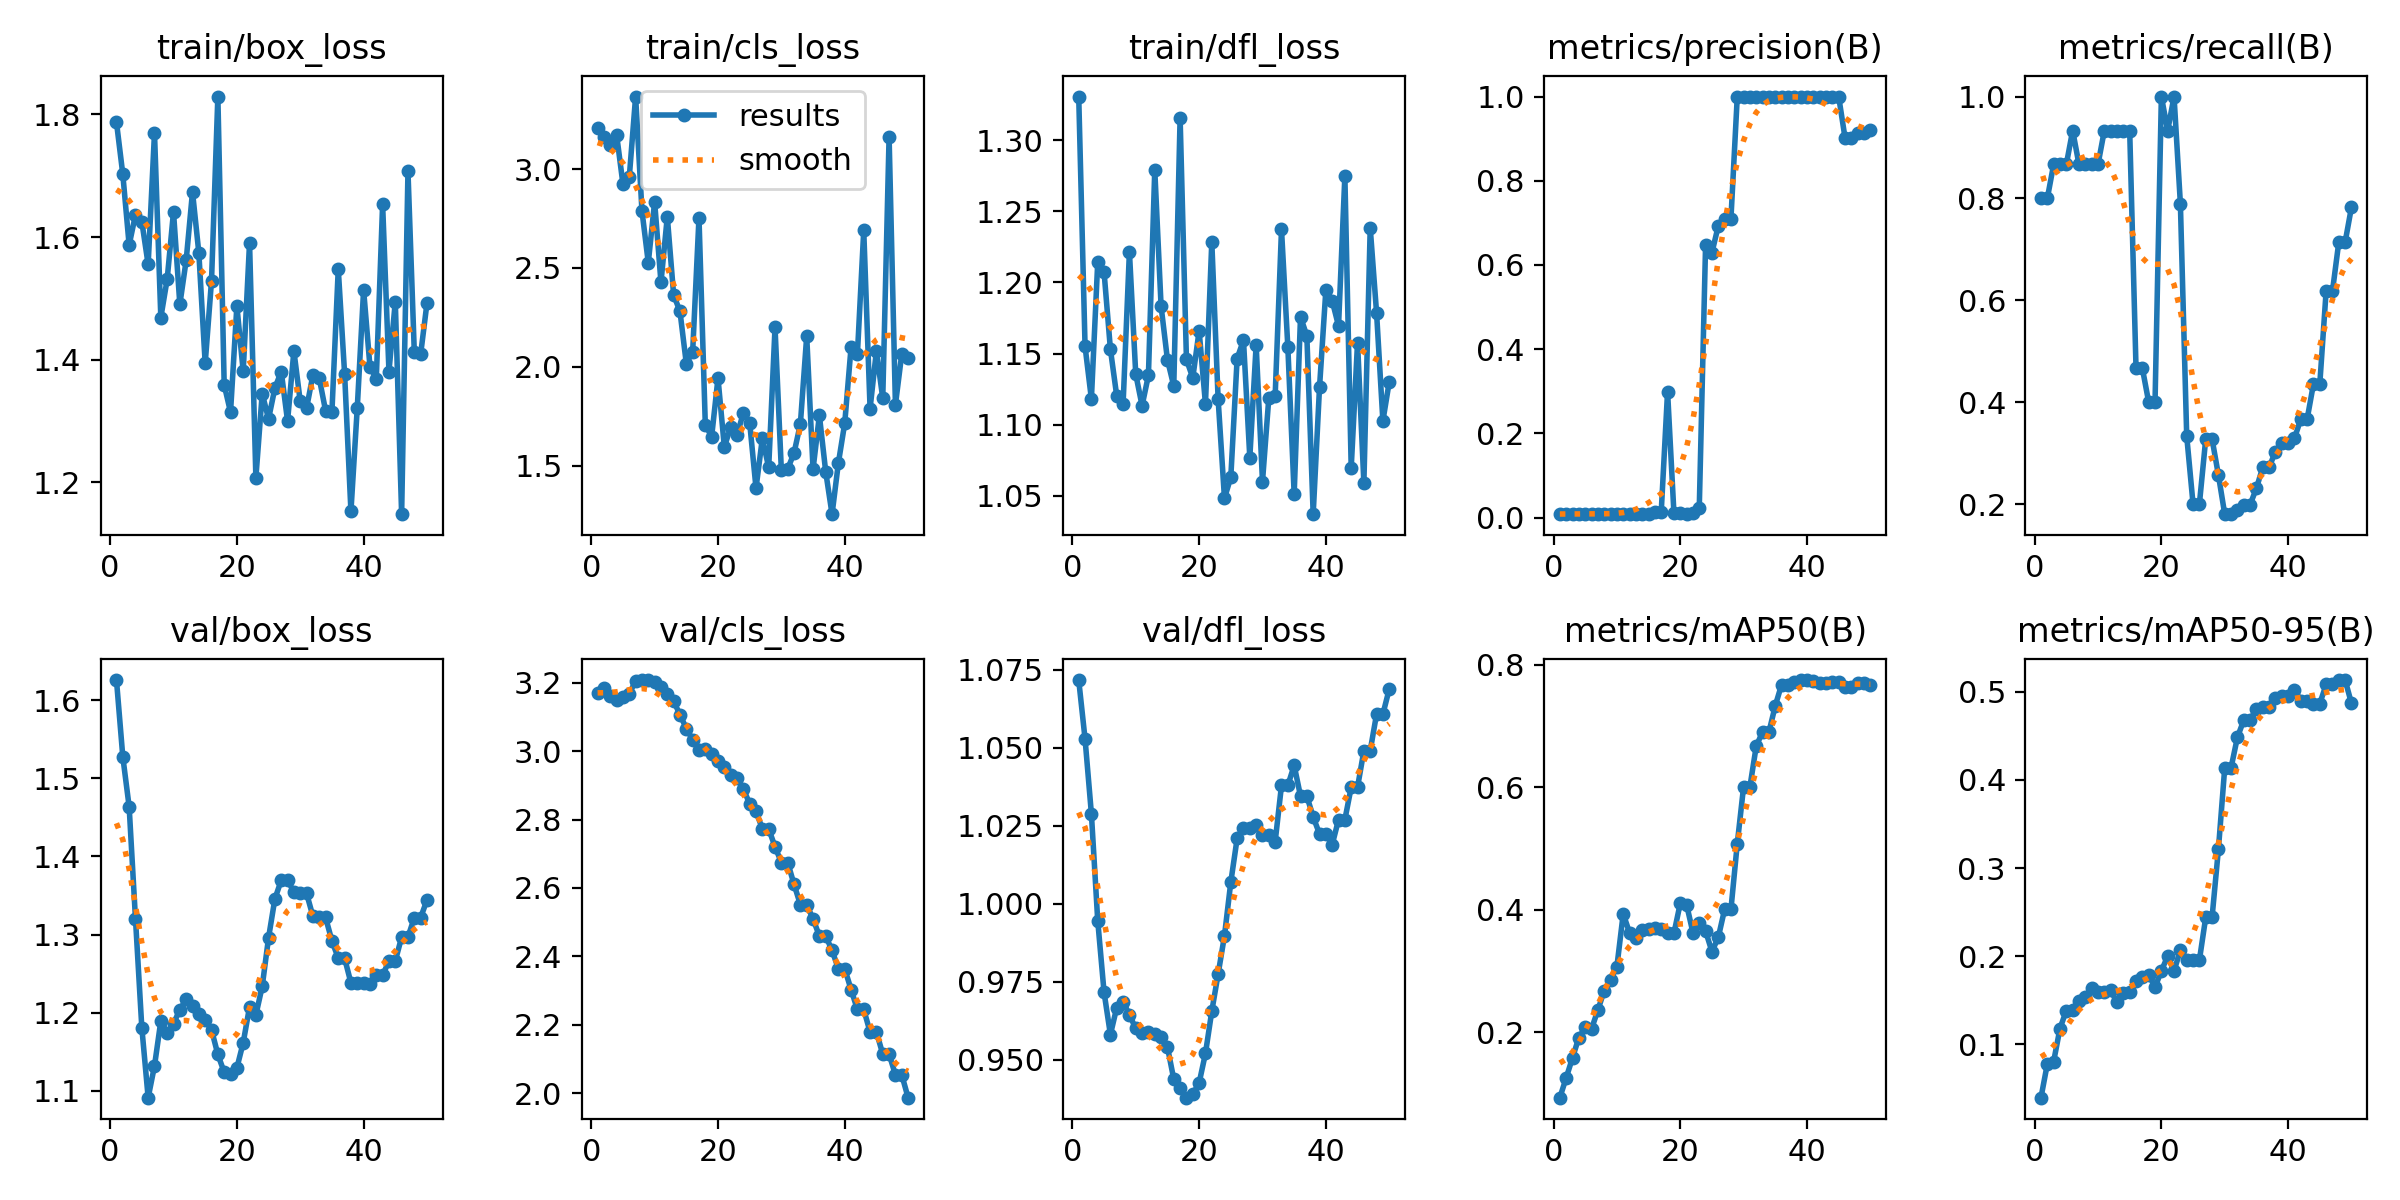 train/box_loss
train/cls_loss
train/dfl_loss
metrics/precision(B)
metrics/recall(B)
1.8
1.6
1.4
1.2
0 20 40
results
smooth
3.0
2.5
2.0
1.5
0 20 40
1.30
1.25
1.20
1.15
1.10
1.05
0 20 40
1.0
0.8
0.6
0.4
0.2
0.0
0 20 40
1.0
0.8
0.6
0.4
0.2
0 20 40
val/box_loss
val/cls_loss
val/dfl_loss
metrics/mAP50(B)
metrics/mAP50-95(B)
1.6
1.5
1.4
1.3
1.2
1.1
0 20 40
3.2
3.0
2.8
2.6
2.4
2.2
2.0
0 20 40
1.075
1.050
1.025
1.000
0.975
0.950
0 20 40
0.8
0.6
0.4
0.2
0 20 40
0.5
0.4
0.3
0.2
0.1
0 20 40